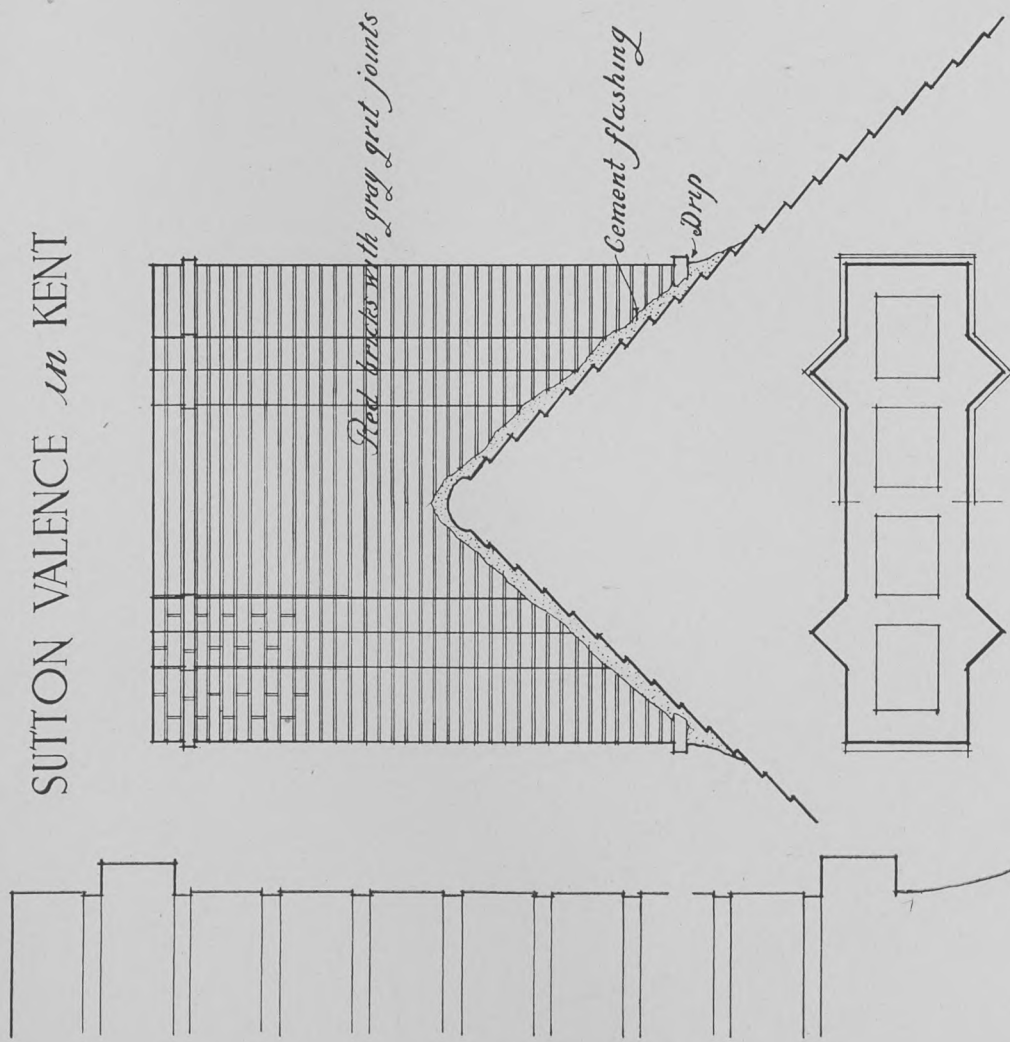 SUTTON VALENCE in KENT
Red bricks with gray grit joints
Cement flashing
Drip